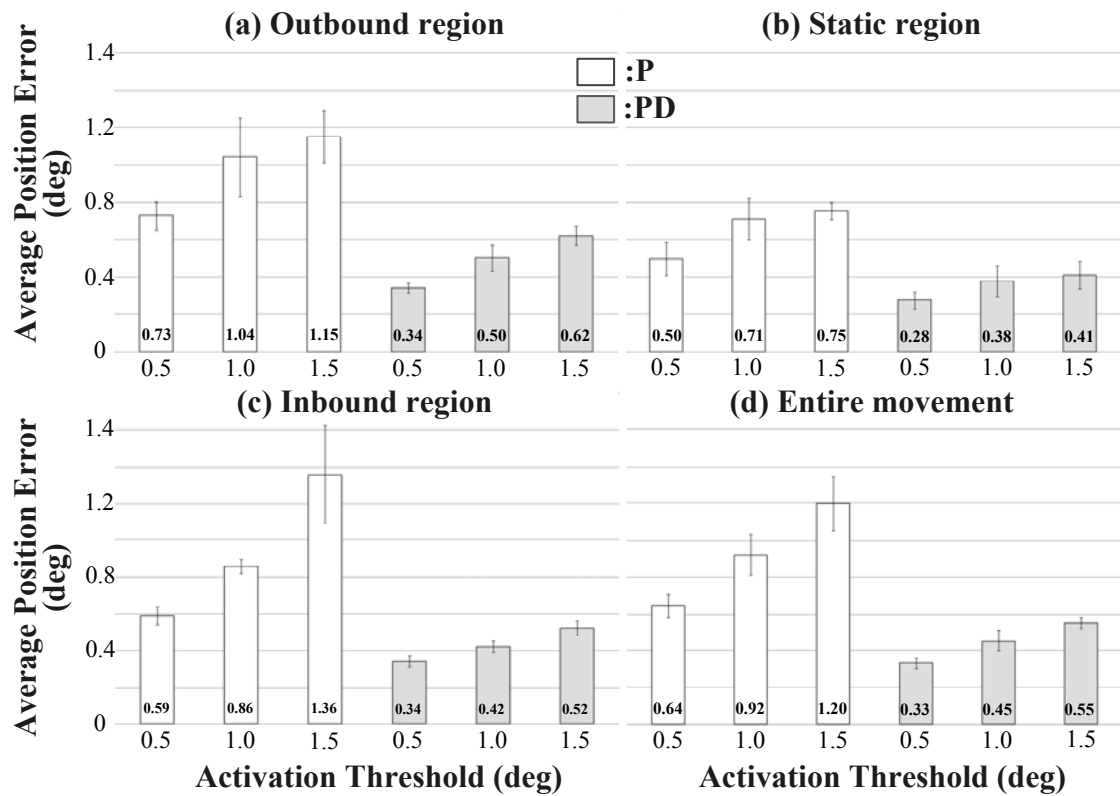 (a) Outbound region
(b) Static region
:P
:PD
Average Position Error
(deg)
1.4
1.2
0.8
0.4
0
0.73 1.04 1.15 0.34 0.50 0.62
0.50 0.71 0.75 0.28 0.38 0.41
0.5 1.0 1.5 0.5 1.0 1.5
0.5 1.0 1.5 0.5 1.0 1.5
(c) Inbound region
(d) Entire movement
Average Position Error
(deg)
1.4
1.2
0.8
0.4
0
0.59 0.86 1.36 0.34 0.42 0.52
0.64 0.92 1.20 0.33 0.45 0.55
0.5 1.0 1.5 0.5 1.0 1.5
0.5 1.0 1.5 0.5 1.0 1.5
Activation Threshold (deg)
Activation Threshold (deg)